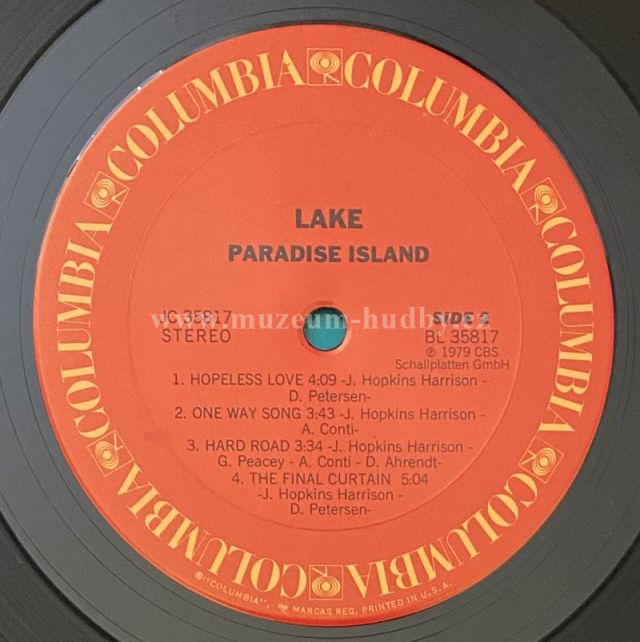 COLUMBIA COLUMBIA COLUMBIA COLUMBIA COLUMBIA COLUMBIA COLUMBIA COLUMBIA
LAKE
PARADISE ISLAND
www.muzeum-hudby.cz
JC 35817
STEREO
SIDE 2
BL 35817
℗ 1979 CBS
Schallplatten GmbH
1. HOPELESS LOVE 4:09 -J. Hopkins Harrison -
D. Petersen-
2. ONE WAY SONG 3:43 -J. Hopkins Harrison -
A. Conti-
3. HARD ROAD 3:34 -J. Hopkins Harrison -
G. Peacey - A. Conti - D. Ahrendt-
4. THE FINAL CURTAIN 5:04
-J. Hopkins Harrison -
D. Petersen-
"COLUMBIA", MARCAS REG. PRINTED IN U.S.A.